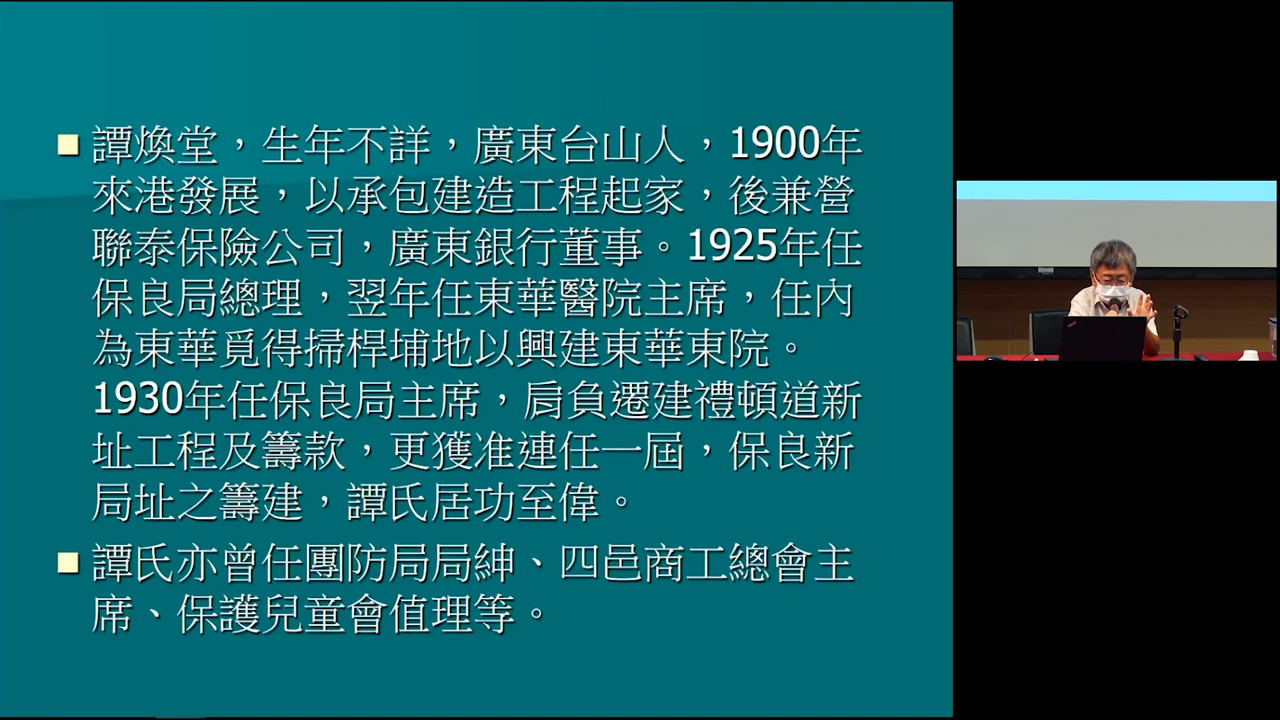 譚煥堂，生年不詳，廣東台山人，1900年
來港發展，以承包建造工程起家，後兼營
聯泰保險公司，廣東銀行董事。1925年任
保良局總理，翌年任東華醫院主席，任內
為東華覓得掃桿埔地以興建東華東院。
1930年任保良局主席，肩負遷建禮頓道新
址工程及籌款，更獲准連任一屆，保良新
局址之籌建，譚氏居功至偉。
譚氏亦曾任團防局局紳、四邑商工總會主
席、保護兒童會值理等。